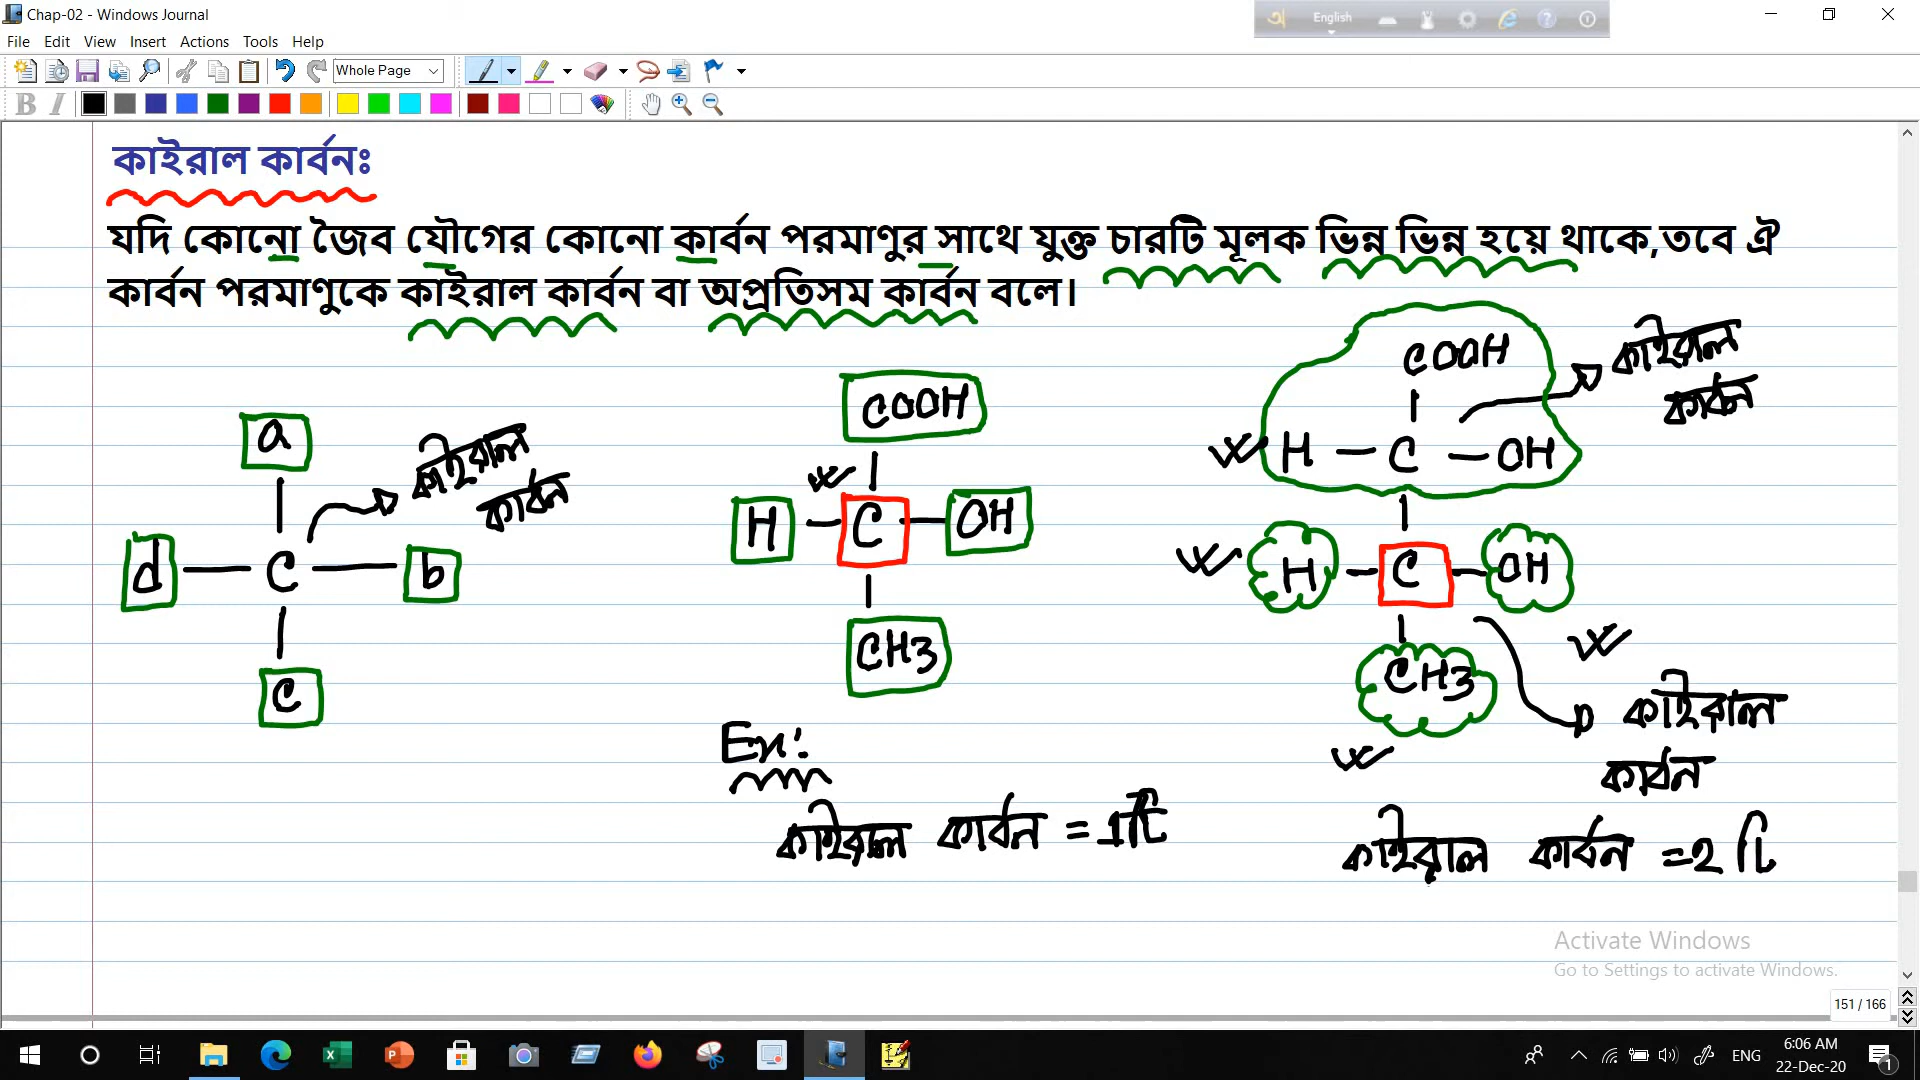 Chap-02 - Windows Journal
English
File Edit View Insert Actions Tools Help
Whole Page
B I
কাইরাল কার্বনঃ
যদি কোনো জৈব যৌগের কোনো কার্বন পরমাণুর সাথে যুক্ত চারটি মূলক ভিন্ন ভিন্ন হয়ে থাকে,তবে ঐ
কার্বন পরমাণুকে কাইরাল কার্বন বা অপ্রতিসম কার্বন বলে।
a
কাইরাল
কার্বন
d — C — b
C
COOH
H — C — OH
CH3
Ex:
কাইরাল কার্বন = 1টি
COOH
কাইরাল
কার্বন
H — C — OH
H — C — OH
CH3
কাইরাল
কার্বন
কাইরাল কার্বন = 2 টি
Activate Windows
Go to Settings to activate Windows.
151 / 166
ENG
6:06 AM
22-Dec-20
1